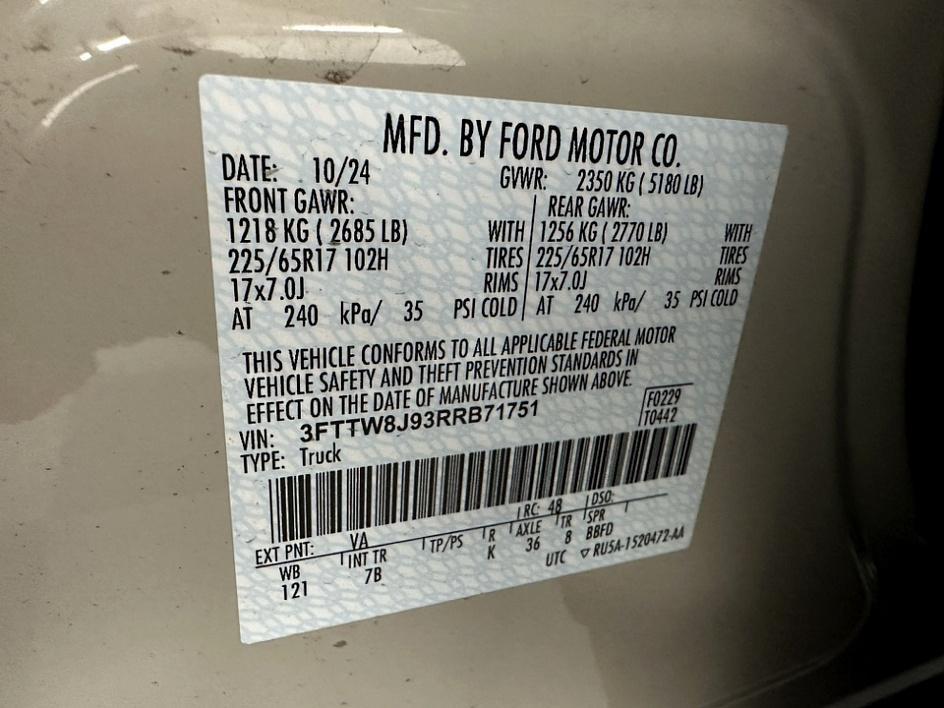 MFD. BY FORD MOTOR CO.
DATE: 10/24 GVWR: 2350 KG ( 5180 LB)
FRONT GAWR: REAR GAWR:
1218 KG ( 2685 LB) WITH 1256 KG ( 2770 LB) WITH
225/65R17 102H TIRES 225/65R17 102H TIRES
17x7.0J RIMS 17x7.0J RIMS
AT 240 kPa/ 35 PSI COLD AT 240 kPa/ 35 PSI COLD
THIS VEHICLE CONFORMS TO ALL APPLICABLE FEDERAL MOTOR
VEHICLE SAFETY AND THEFT PREVENTION STANDARDS IN
EFFECT ON THE DATE OF MANUFACTURE SHOWN ABOVE.
VIN: 3FTTW8J93RRB71751 F0229
TYPE: Truck T0442
EXT PNT: VA RC: 48 DSO:
WB INT TR TP/PS R AXLE TR SPR
121 7B K 36 8 BBFD
UTC ▽ RU5A-1520472-AA